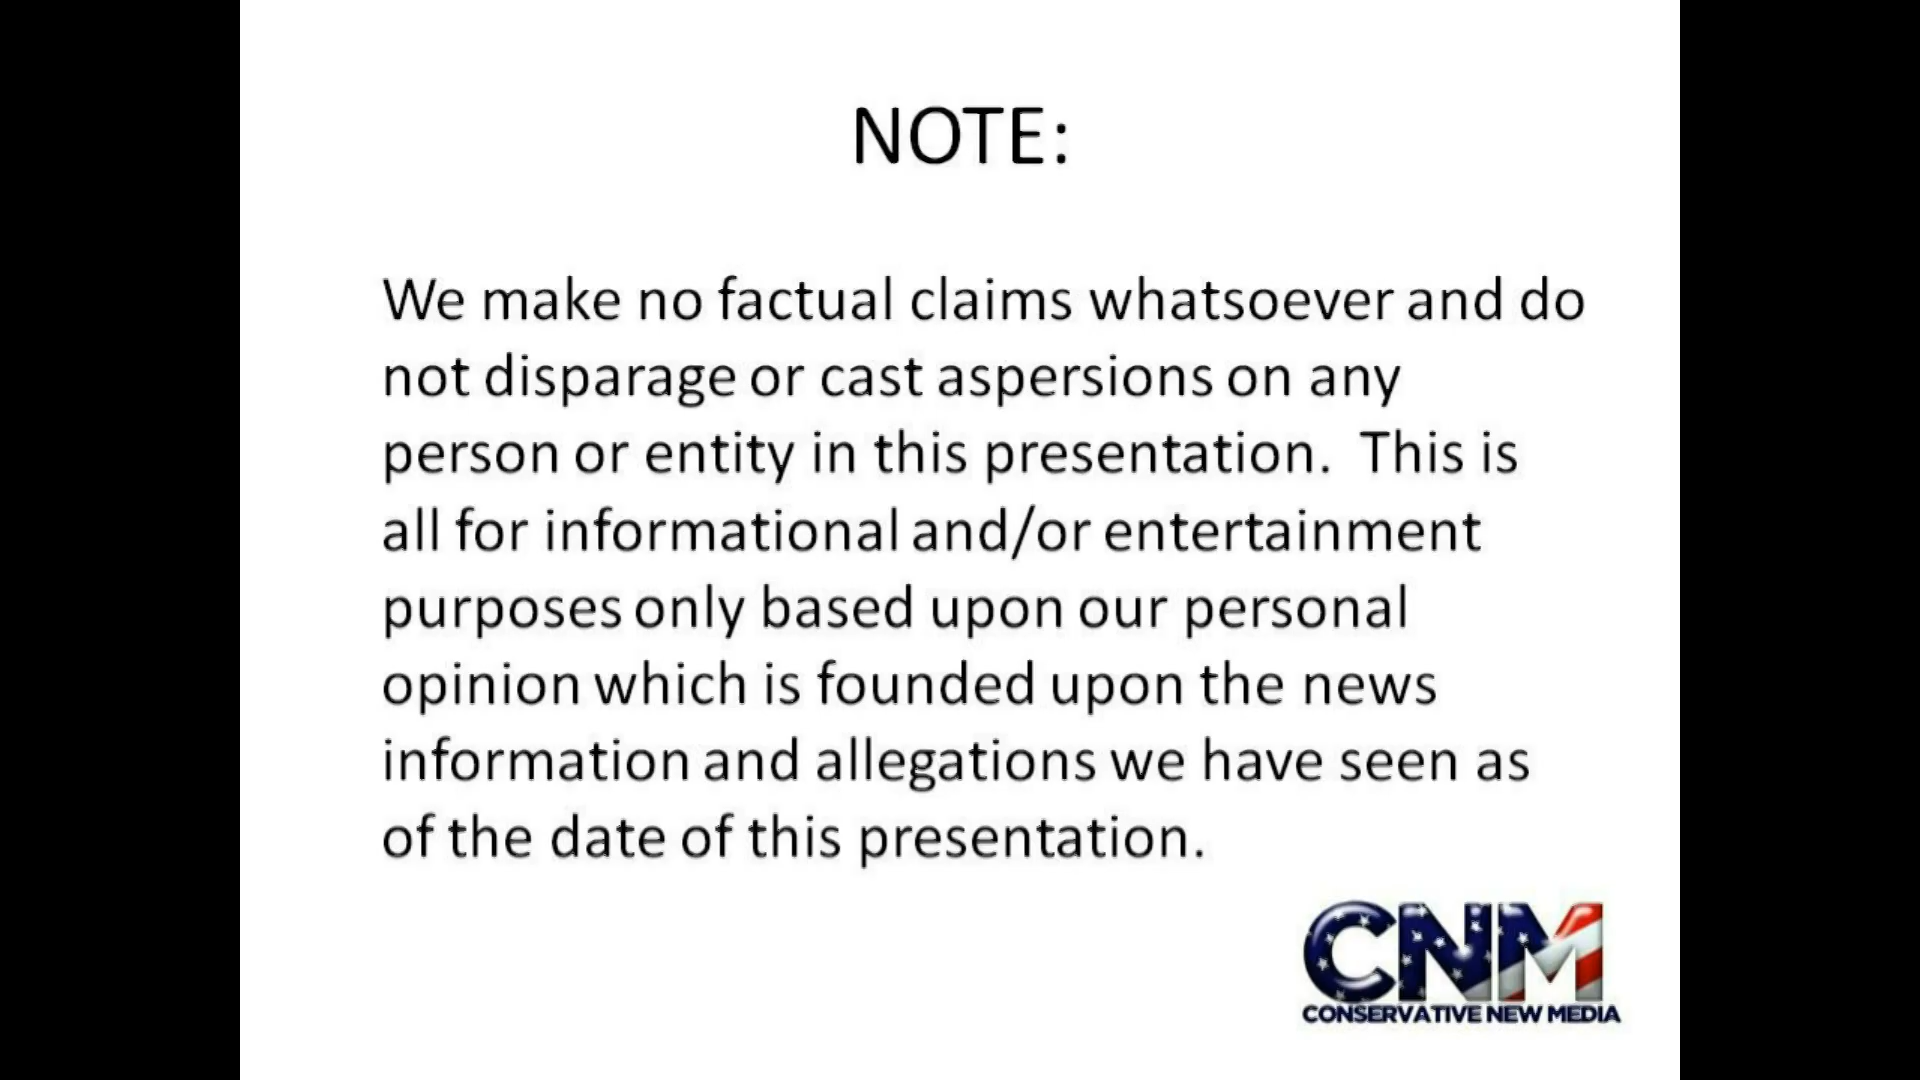 NOTE:
We make no factual claims whatsoever and do
not disparage or cast aspersions on any
person or entity in this presentation.  This is
all for informational and/or entertainment
purposes only based upon our personal
opinion which is founded upon the news
information and allegations we have seen as
of the date of this presentation.
CNM
CONSERVATIVE NEW MEDIA